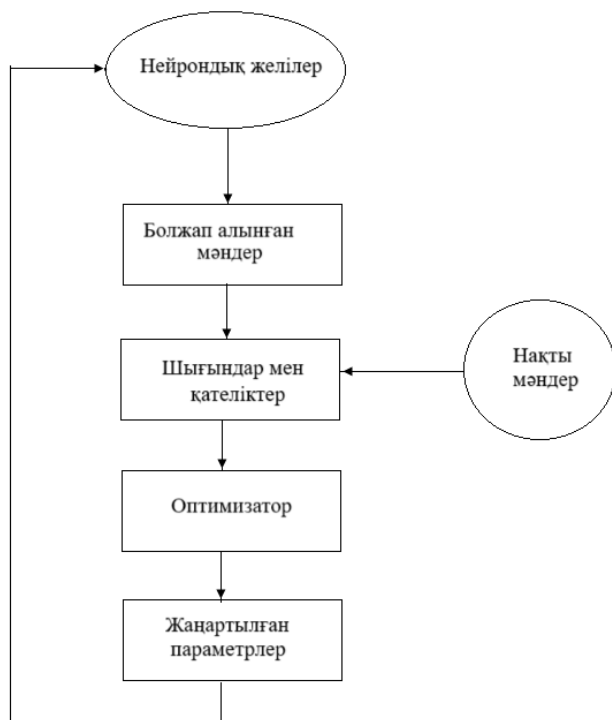 Нейрондық желілер
Болжап алынған
мәндер
Шығындар мен
қателіктер
Нақты
мәндер
Оптимизатор
Жаңартылған
параметрлер